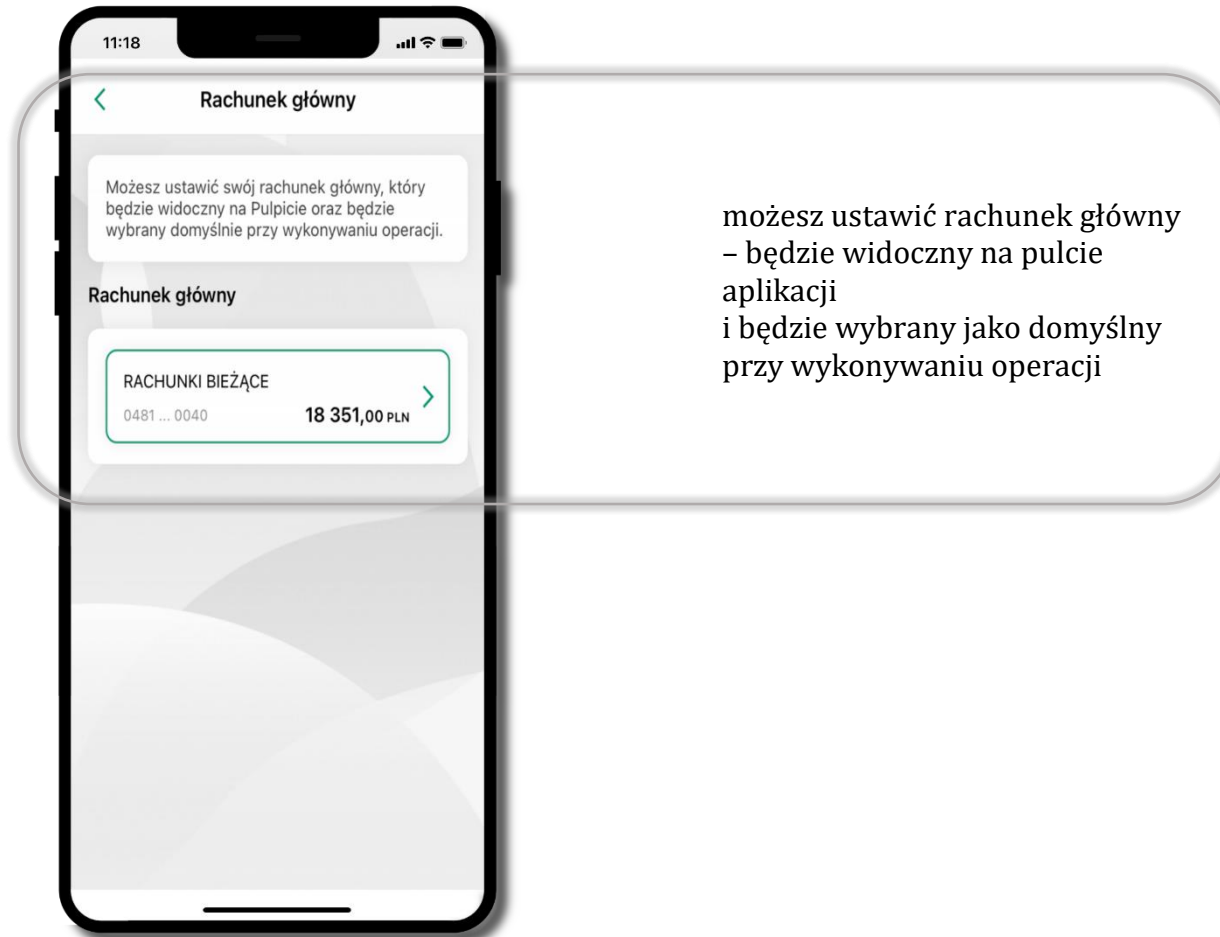 11:18
Rachunek główny
Możesz ustawić swój rachunek główny, który
będzie widoczny na Pulpicie oraz będzie
wybrany domyślnie przy wykonywaniu operacji.
Rachunek główny
RACHUNKI BIEŻĄCE
0481 ... 0040 18 351,00 PLN
możesz ustawić rachunek główny
– będzie widoczny na pulcie
aplikacji
i będzie wybrany jako domyślny
przy wykonywaniu operacji